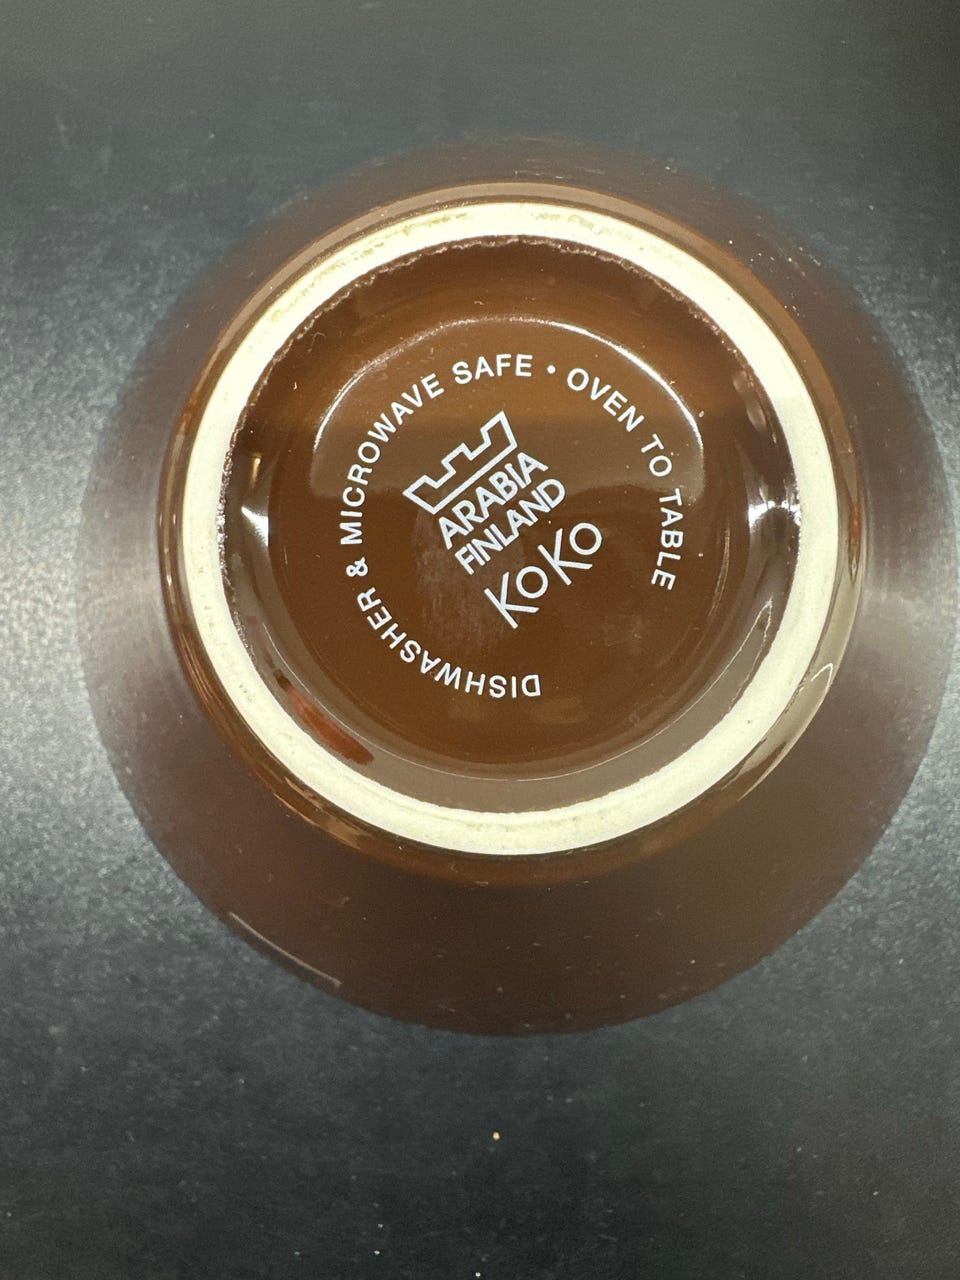 DISHWASHER & MICROWAVE SAFE • OVEN TO TABLE
ARABIA
FINLAND
KoKo